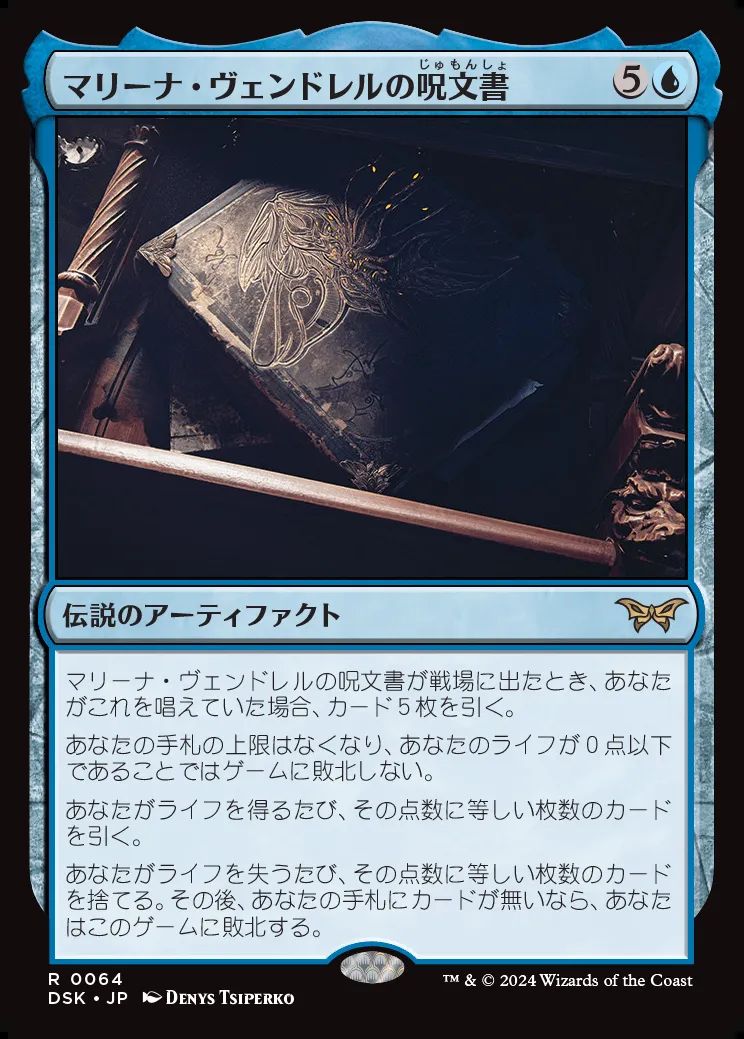 じゅもんしょ
マリーナ・ヴェンドレルの呪文書 5
伝説のアーティファクト
マリーナ・ヴェンドレルの呪文書が戦場に出たとき、あなた
がこれを唱えていた場合、カード5枚を引く。
あなたの手札の上限はなくなり、あなたのライフが0点以下
であることではゲームに敗北しない。
あなたがライフを得るたび、その点数に等しい枚数のカード
を引く。
あなたがライフを失うたび、その点数に等しい枚数のカード
を捨てる。その後、あなたの手札にカードが無いなら、あなた
はこのゲームに敗北する。
R 0064
DSK • JP DENYS TSIPERKO
™ & © 2024 Wizards of the Coast